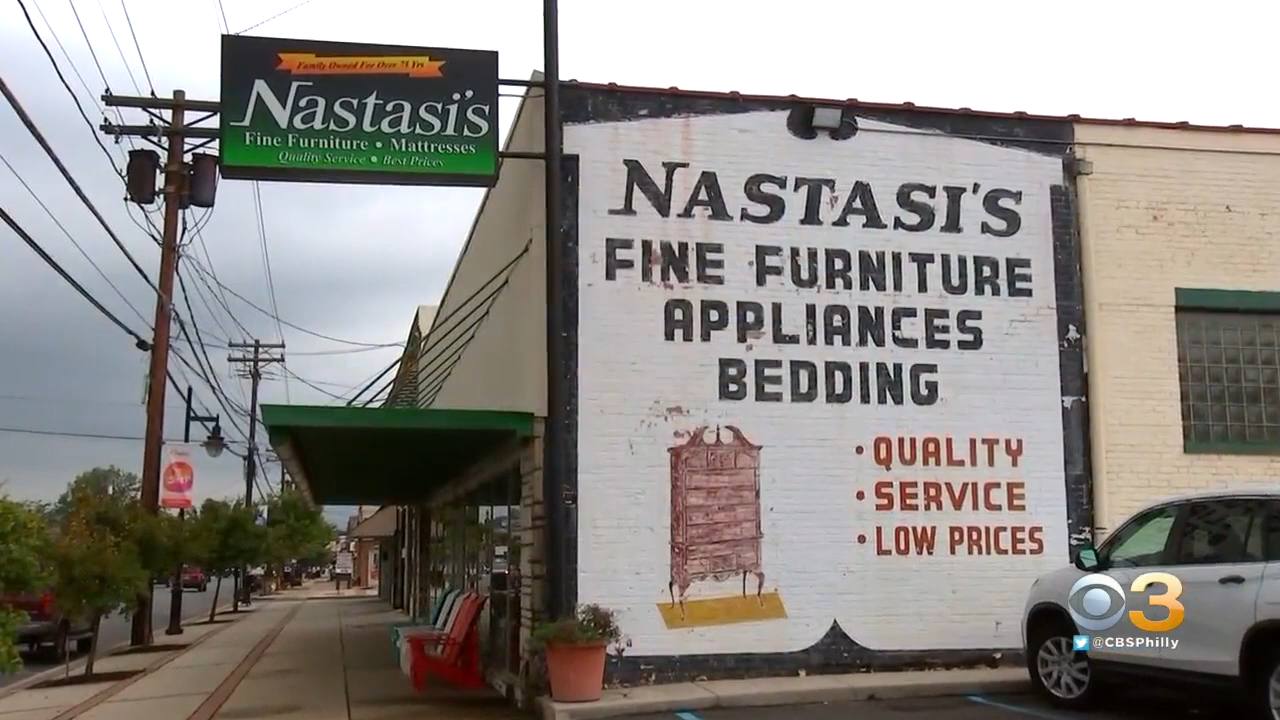 Family Owned For Over 75 Yrs
Nastasi's
Fine Furniture • Mattresses
Quality Service • Best Prices
NASTASI'S
FINE FURNITURE
APPLIANCES
BEDDING
• QUALITY
• SERVICE
• LOW PRICES
3
@CBSPhilly